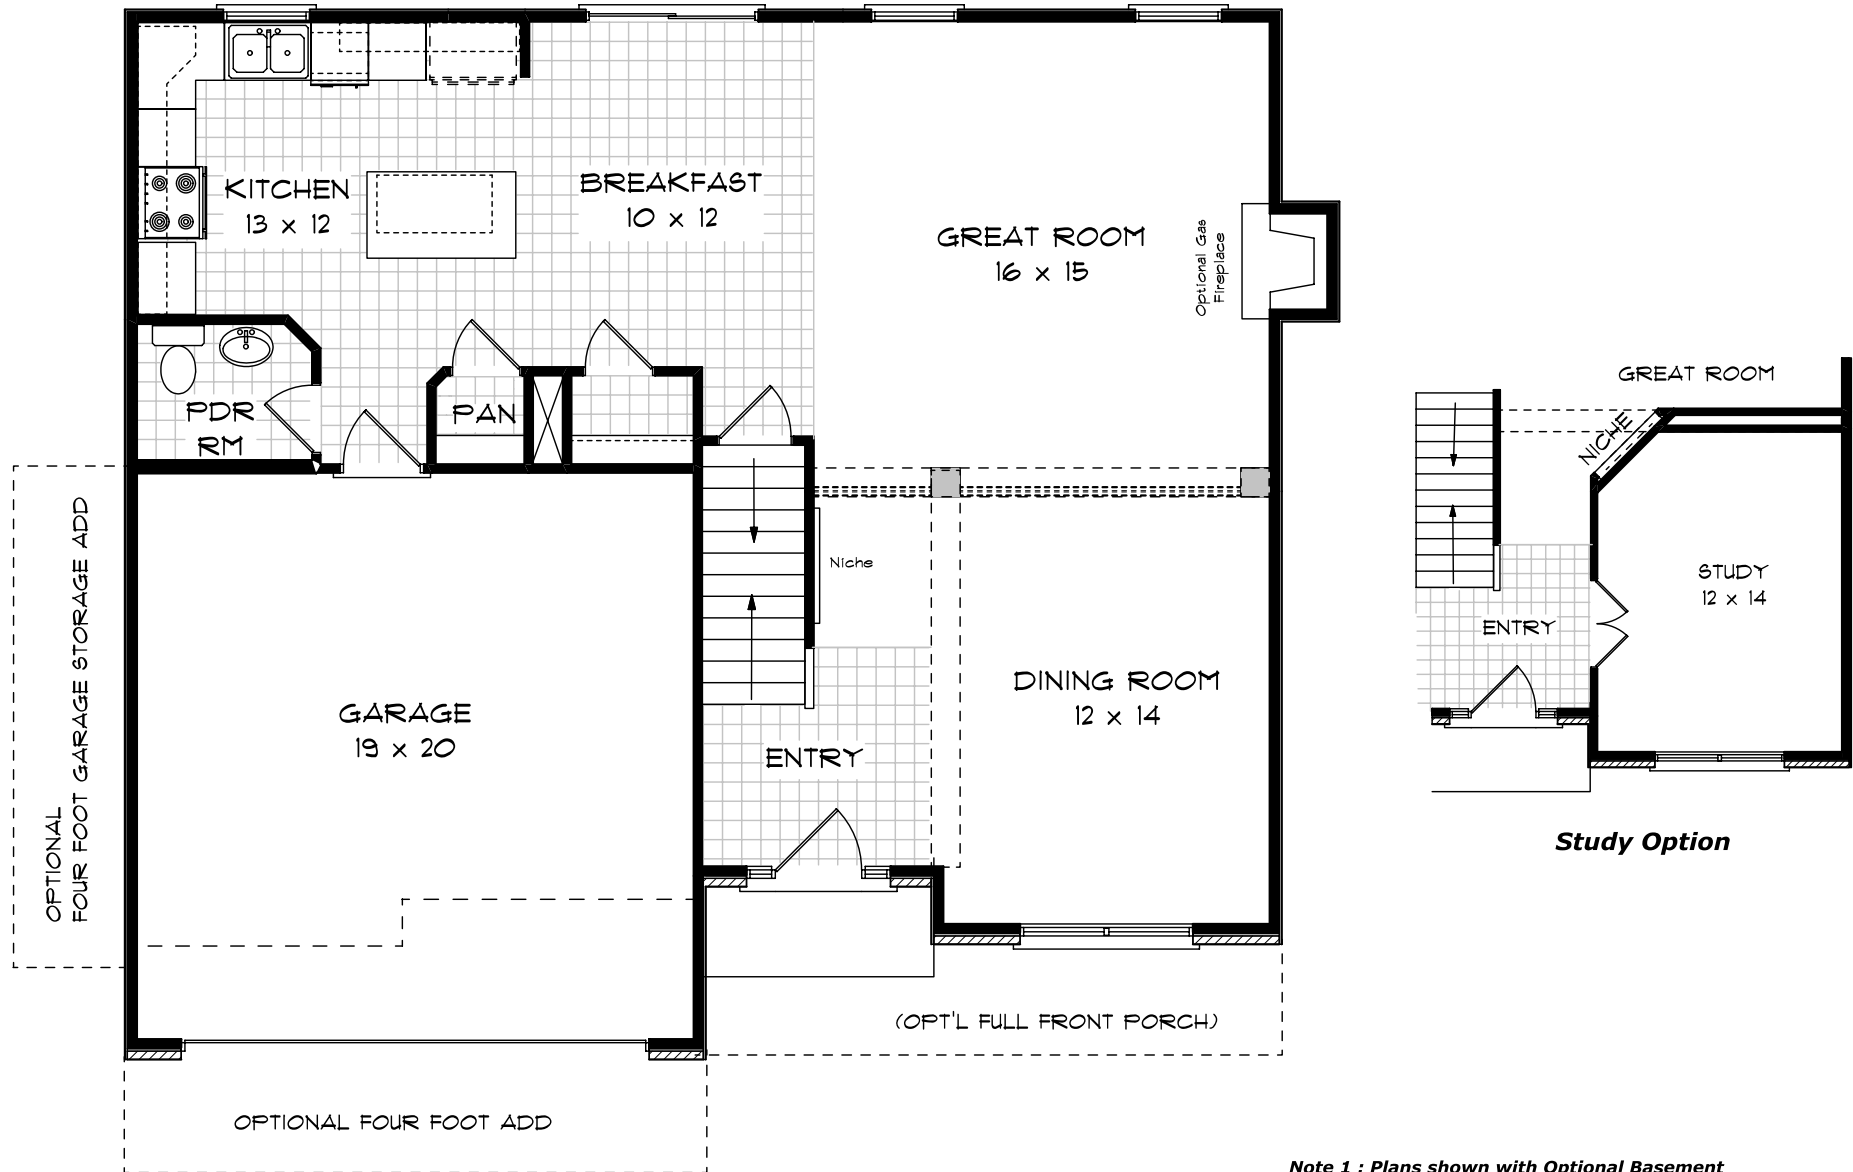 KITCHEN
13 x 12
BREAKFAST
10 x 12
GREAT ROOM
16 x 15
Optional Gas
Fireplace
PDR
RM
PAN
Niche
OPTIONAL
FOUR FOOT GARAGE STORAGE ADD
GARAGE
19 x 20
ENTRY
DINING ROOM
12 x 14
(OPT'L FULL FRONT PORCH)
OPTIONAL FOUR FOOT ADD
GREAT ROOM
NICHE
STUDY
12 x 14
ENTRY
Study Option
Note 1 : Plans shown with Optional Basement